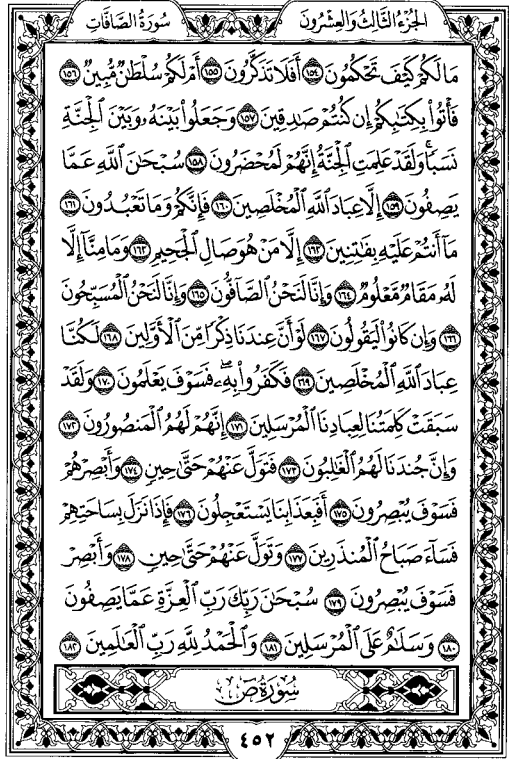 سُورَةُ الصَّافَّاتِ
الجُزْءُ الثَّالِثُ وَالعِشْرُونَ
مَا لَكُمْ كَيْفَ تَحْكُمُونَ ١٥٤ أَفَلَا تَذَكَّرُونَ ١٥٥ أَمْ لَكُمْ سُلْطَٰنٌ مُّبِينٌ ١٥٦
فَأْتُوا۟ بِكِتَٰبِكُمْ إِن كُنتُمْ صَٰدِقِينَ ١٥٧ وَجَعَلُوا۟ بَيْنَهُۥ وَبَيْنَ ٱلْجِنَّةِ
نَسَبًا ۚ وَلَقَدْ عَلِمَتِ ٱلْجِنَّةُ إِنَّهُمْ لَمُحْضَرُونَ ١٥٨ سُبْحَٰنَ ٱللَّهِ عَمَّا
يَصِفُونَ ١٥٩ إِلَّا عِبَادَ ٱللَّهِ ٱلْمُخْلَصِينَ ١٦٠ فَإِنَّكُمْ وَمَا تَعْبُدُونَ ١٦١
مَآ أَنتُمْ عَلَيْهِ بِفَٰتِنِينَ ١٦٢ إِلَّا مَنْ هُوَ صَالِ ٱلْجَحِيمِ ١٦٣ وَمَا مِنَّآ إِلَّا
لَهُۥ مَقَامٌ مَّعْلُومٌ ١٦٤ وَإِنَّا لَنَحْنُ ٱلصَّآفُّونَ ١٦٥ وَإِنَّا لَنَحْنُ ٱلْمُسَبِّحُونَ
١٦٦ وَإِن كَانُوا۟ لَيَقُولُونَ ١٦٧ لَوْ أَنَّ عِندَنَا ذِكْرًا مِّنَ ٱلْأَوَّلِينَ ١٦٨ لَكُنَّا
عِبَادَ ٱللَّهِ ٱلْمُخْلَصِينَ ١٦٩ فَكَفَرُوا۟ بِهِۦ ۖ فَسَوْفَ يَعْلَمُونَ ١٧٠ وَلَقَدْ
سَبَقَتْ كَلِمَتُنَا لِعِبَادِنَا ٱلْمُرْسَلِينَ ١٧١ إِنَّهُمْ لَهُمُ ٱلْمَنصُورُونَ ١٧٢
وَإِنَّ جُندَنَا لَهُمُ ٱلْغَٰلِبُونَ ١٧٣ فَتَوَلَّ عَنْهُمْ حَتَّىٰ حِينٍ ١٧٤ وَأَبْصِرْهُمْ
فَسَوْفَ يُبْصِرُونَ ١٧٥ أَفَبِعَذَابِنَا يَسْتَعْجِلُونَ ١٧٦ فَإِذَا نَزَلَ بِسَاحَتِهِمْ
فَسَآءَ صَبَاحُ ٱلْمُنذَرِينَ ١٧٧ وَتَوَلَّ عَنْهُمْ حَتَّىٰ حِينٍ ١٧٨ وَأَبْصِرْ
فَسَوْفَ يُبْصِرُونَ ١٧٩ سُبْحَٰنَ رَبِّكَ رَبِّ ٱلْعِزَّةِ عَمَّا يَصِفُونَ
١٨٠ وَسَلَٰمٌ عَلَى ٱلْمُرْسَلِينَ ١٨١ وَٱلْحَمْدُ لِلَّهِ رَبِّ ٱلْعَٰلَمِينَ ١٨٢
سُورَةُ صٓ
٤٥٢